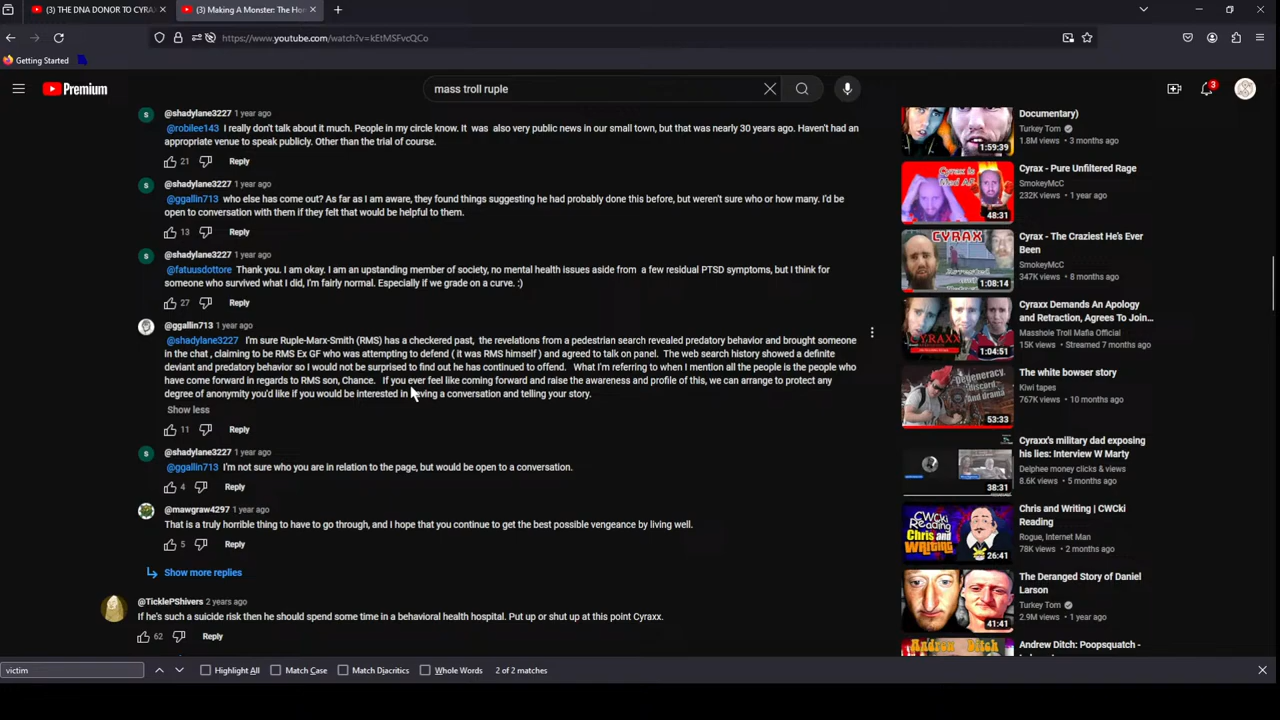 (3) THE DNA DONOR TO CYRA
(3) Making A Monster: The Hor
https://www.youtube.com/watch?v=kEtMSFvcQCo
Getting Started
Premium
mass troll ruple
3
@shadylane3227 1 year ago
@robilee143 I really don't talk about it much. People in my circle know. It was also very public news in our small town, but that was nearly 30 years ago. Haven't had an
appropriate venue to speak publicly. Other than the trial of course.
21
Reply
@shadylane3227 1 year ago
@ggallin713 who else has come out? As far as I am aware, they found things suggesting he had probably done this before, but weren't sure who or how many. I'd be
open to conversation with them if they felt that would be helpful to them.
13
Reply
@shadylane3227 1 year ago
@fatuusdottore Thank you. I am okay. I am an upstanding member of society, no mental health issues aside from a few residual PTSD symptoms, but I think for
someone who survived what I did, I'm fairly normal. Especially if we grade on a curve. :)
27
Reply
@ggallin713 1 year ago
@shadylane3227 I'm sure Ruple-Marx-Smith (RMS) has a checkered past, the revelations from a pedestrian search revealed predatory behavior and brought someone
in the chat , claiming to be RMS Ex GF who was attempting to defend ( it was RMS himself ) and agreed to talk on panel. The web search history showed a definite
deviant and predatory behavior so I would not be surprised to find out he has continued to offend. What I'm referring to when I mention all the people is the people who
have come forward in regards to RMS son, Chance. If you ever feel like coming forward and raise the awareness and profile of this, we can arrange to protect any
degree of anonymity you'd like if you would be interested in having a conversation and telling your story.
Show less
11
Reply
@shadylane3227 1 year ago
@ggallin713 I'm not sure who you are in relation to the page, but would be open to a conversation.
4
Reply
@mawgraw4297 1 year ago
That is a truly horrible thing to have to go through, and I hope that you continue to get the best possible vengeance by living well.
5
Reply
Show more replies
@TicklePShivers 2 years ago
If he's such a suicide risk then he should spend some time in a behavioral health hospital. Put up or shut up at this point Cyraxx.
62
Reply
Documentary)
Turkey Tom
1.8M views • 3 months ago
1:59:39
Cyrax - Pure Unfiltered Rage
SmokeyMcC
232K views • 1 year ago
Cyrax is
Mad AF
48:31
Cyrax - The Craziest He's Ever
Been
SmokeyMcC
347K views • 8 months ago
CYRAX
1:08:14
Cyraxx Demands An Apology
and Retraction, Agrees To Join...
Masshole Troll Mafia Official
15K views • Streamed 7 months ago
1:04:51
The white bowser story
Kiwi tapes
767K views • 10 months ago
Degeneracy,
Discord,
And drama
53:33
Cyraxx's military dad exposing
his lies: Interview W Marty
Delphee money clicks & views
8.6K views • 5 months ago
38:31
Chris and Writing | CWCki
Reading
Rogue, Internet Man
78K views • 2 months ago
CWCKi
READING
CHRIS
AND
WRITING
26:41
The Deranged Story of Daniel
Larson
Turkey Tom
2.9M views • 1 year ago
41:41
Andrew Ditch: Poopsquatch -
Andrew Ditch
victim
Highlight All
Match Case
Match Diacritics
Whole Words
2 of 2 matches